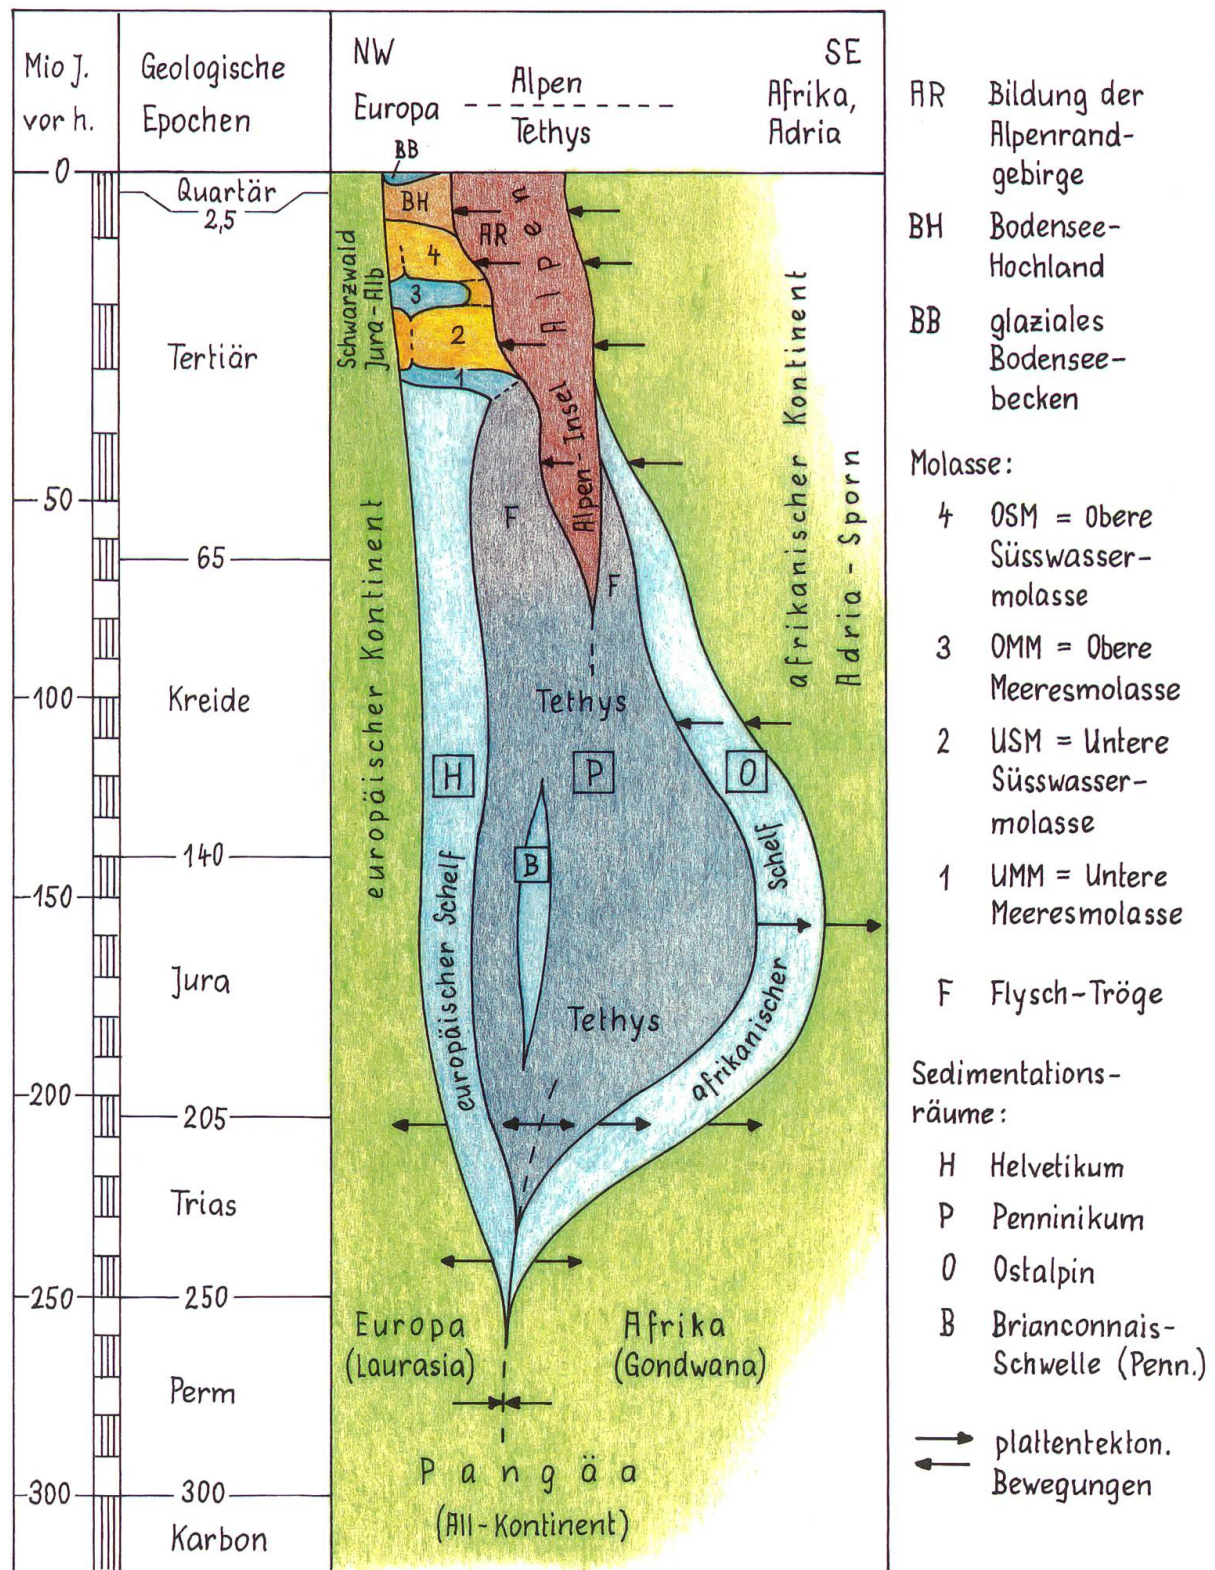 Mio J.
vor h.
Geologische
Epochen
NW
SE
Europa
Alpen
Tethys
Afrika,
Adria
BB
0
Quartär
2,5
BH
AR
4
3
2
1
Alpen
Alpen-Insel
Schwarzwald
Jura-Alb
Tertiär
afrikanischer Kontinent
Adria-Sporn
europäischer Kontinent
50
F
F
65
Tethys
100
Kreide
H
P
O
140
B
150
Schelf
europäischer Schelf
afrikanischer
Jura
Tethys
200
205
Trias
250
250
Europa
(Laurasia)
Afrika
(Gondwana)
Perm
Pangäa
(All-Kontinent)
300
300
Karbon
AR Bildung der
Alpenrand-
gebirge
BH Bodensee-
Hochland
BB glaziales
Bodensee-
becken
Molasse:
4 OSM = Obere
Süsswasser-
molasse
3 OMM = Obere
Meeresmolasse
2 USM = Untere
Süsswasser-
molasse
1 UMM = Untere
Meeresmolasse
F Flysch-Tröge
Sedimentations-
räume:
H Helvetikum
P Penninikum
O Ostalpin
B Brianconnais-
Schwelle (Penn.)
plattentekton.
Bewegungen